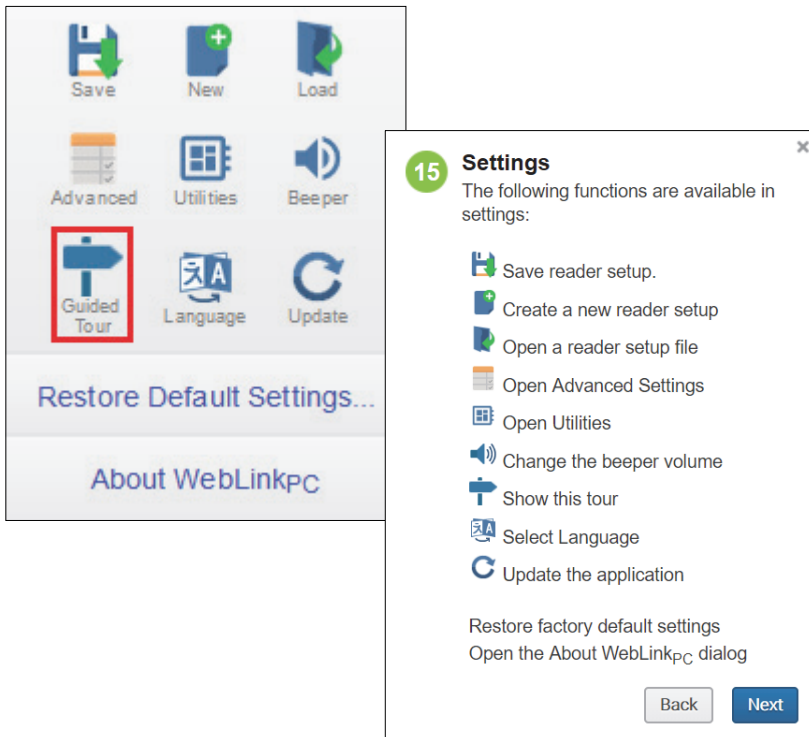 Save New Load
Advanced Utilities Beeper
Guided
Tour
Language Update
Restore Default Settings...
About WebLinkPC
15 Settings
The following functions are available in
settings:
Save reader setup.
Create a new reader setup
Open a reader setup file
Open Advanced Settings
Open Utilities
Change the beeper volume
Show this tour
Select Language
Update the application
Restore factory default settings
Open the About WebLinkPC dialog
Back Next